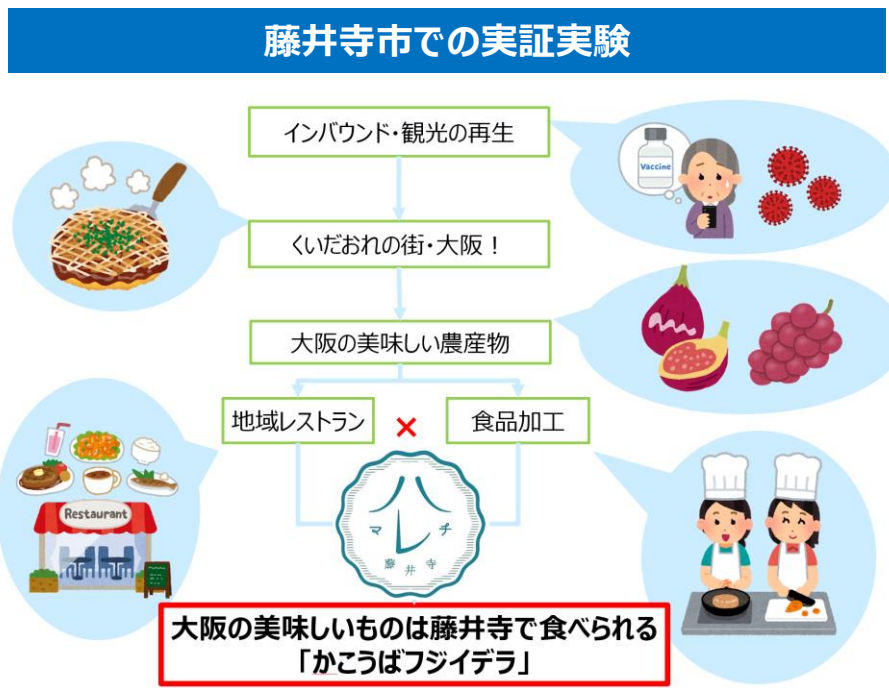 藤井寺市での実証実験
インバウンド・観光の再生
Vaccine
くいだおれの街・大阪！
大阪の美味しい農産物
地域レストラン
×
食品加工
Restaurant
ハレ
マチ
藤井寺
大阪の美味しいものは藤井寺で食べられる
「かこうばフジイデラ」